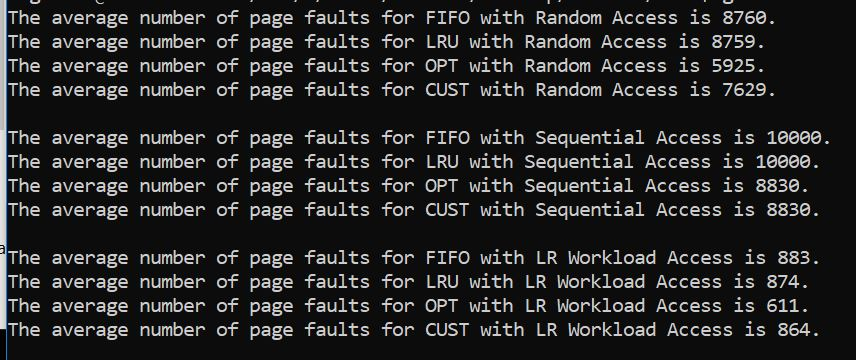 The average number of page faults for FIFO with Random Access is 8760.
The average number of page faults for LRU with Random Access is 8759.
The average number of page faults for OPT with Random Access is 5925.
The average number of page faults for CUST with Random Access is 7629.
The average number of page faults for FIFO with Sequential Access is 10000.
The average number of page faults for LRU with Sequential Access is 10000.
The average number of page faults for OPT with Sequential Access is 8830.
The average number of page faults for CUST with Sequential Access is 8830.
The average number of page faults for FIFO with LR Workload Access is 883.
The average number of page faults for LRU with LR Workload Access is 874.
The average number of page faults for OPT with LR Workload Access is 611.
The average number of page faults for CUST with LR Workload Access is 864.